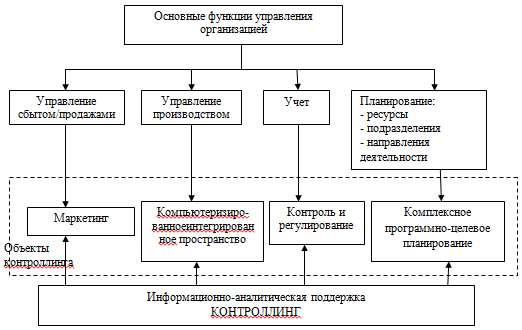 Основные функции управления
организацией
Управление
сбытом/продажами
Управление
производством
Учет
Планирование:
- ресурсы
- подразделения
- направления
деятельности
Маркетинг
Компьютеризиро-
ванноеинтегрирован
ное пространство
Контроль и
регулирование
Комплексное
программно-целевое
планирование
Объекты
контроллинга
Информационно-аналитическая поддержка
КОНТРОЛЛИНГ